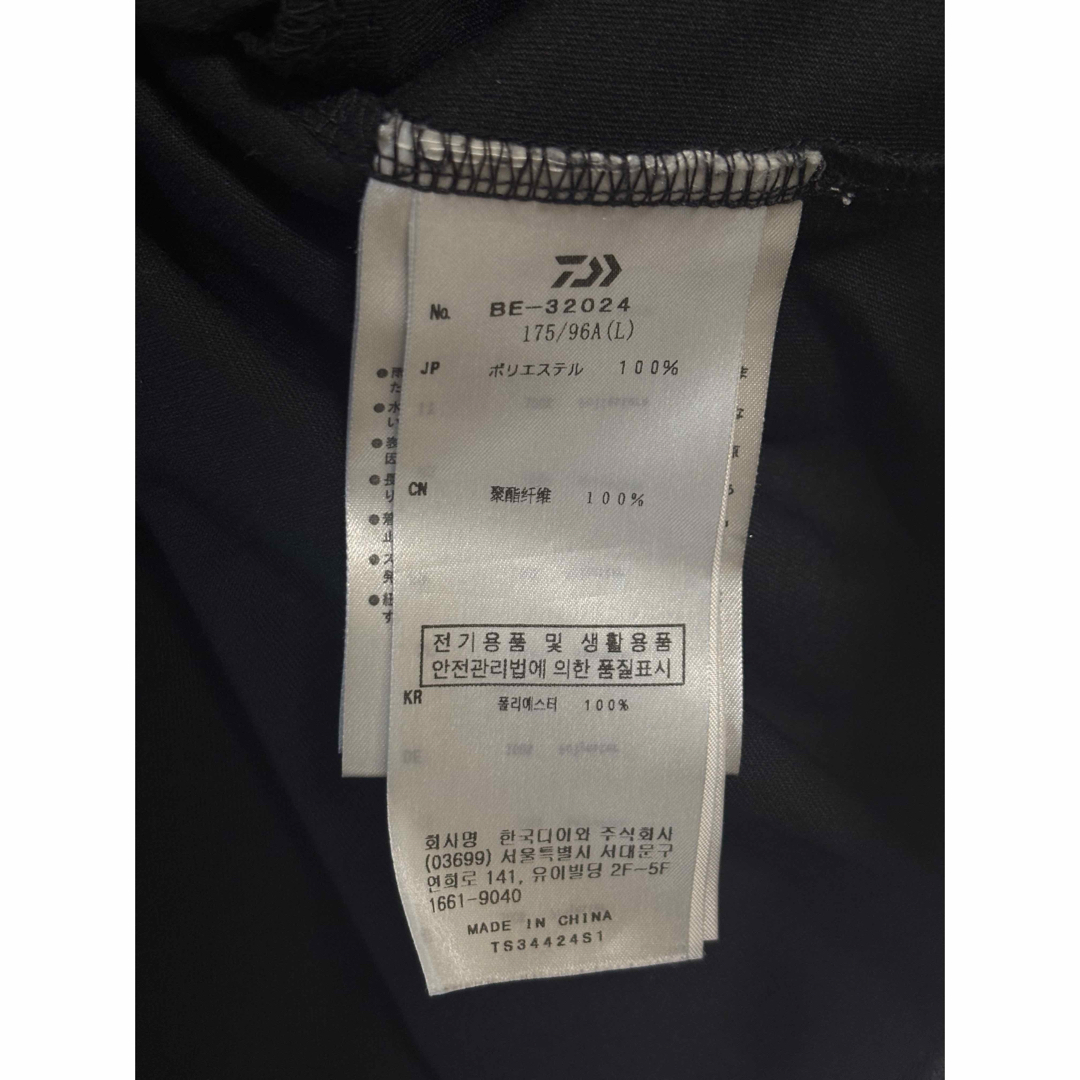 No. BE-32024
175/96A(L)
JP ポリエステル 100%
CN 聚酯纤维 100%
전기용품 및 생활용품
안전관리법에 의한 품질표시
KR 폴리에스터 100%
회사명 한국다이와 주식회사
(03699) 서울특별시 서대문구
연희로 141, 유이빌딩 2F-5F
1661-9040
MADE IN CHINA
TS34424S1